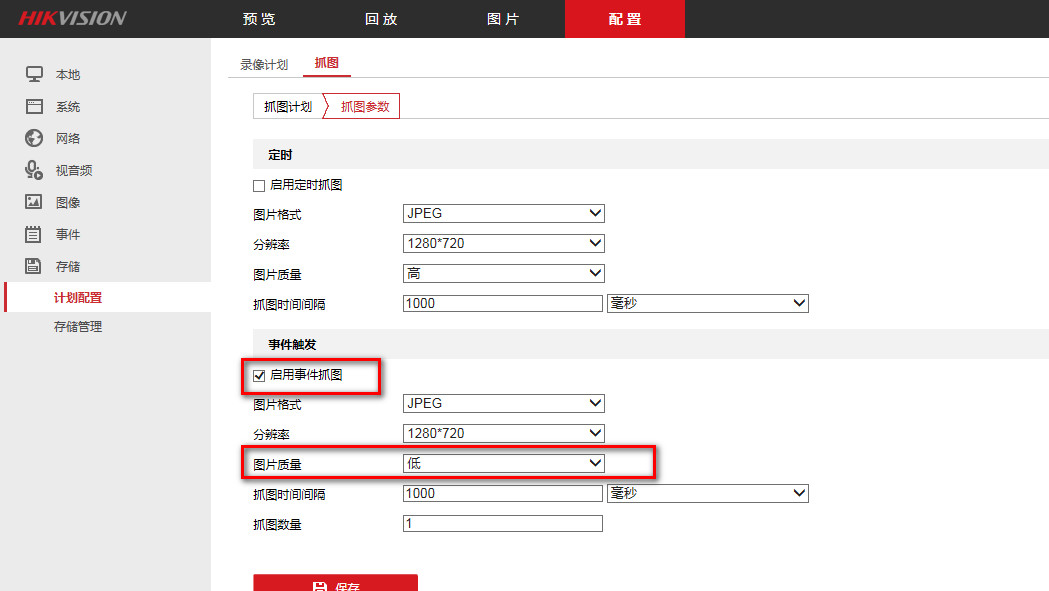 HIKVISION 预览 回放 图片 配置
本地
系统
网络
视音频
图像
事件
存储
计划配置
存储管理
录像计划 抓图
抓图计划 抓图参数
定时
启用定时抓图
图片格式 JPEG
分辨率 1280*720
图片质量 高
抓图时间间隔 1000 毫秒
事件触发
启用事件抓图
图片格式 JPEG
分辨率 1280*720
图片质量 低
抓图时间间隔 1000 毫秒
抓图数量 1
保存